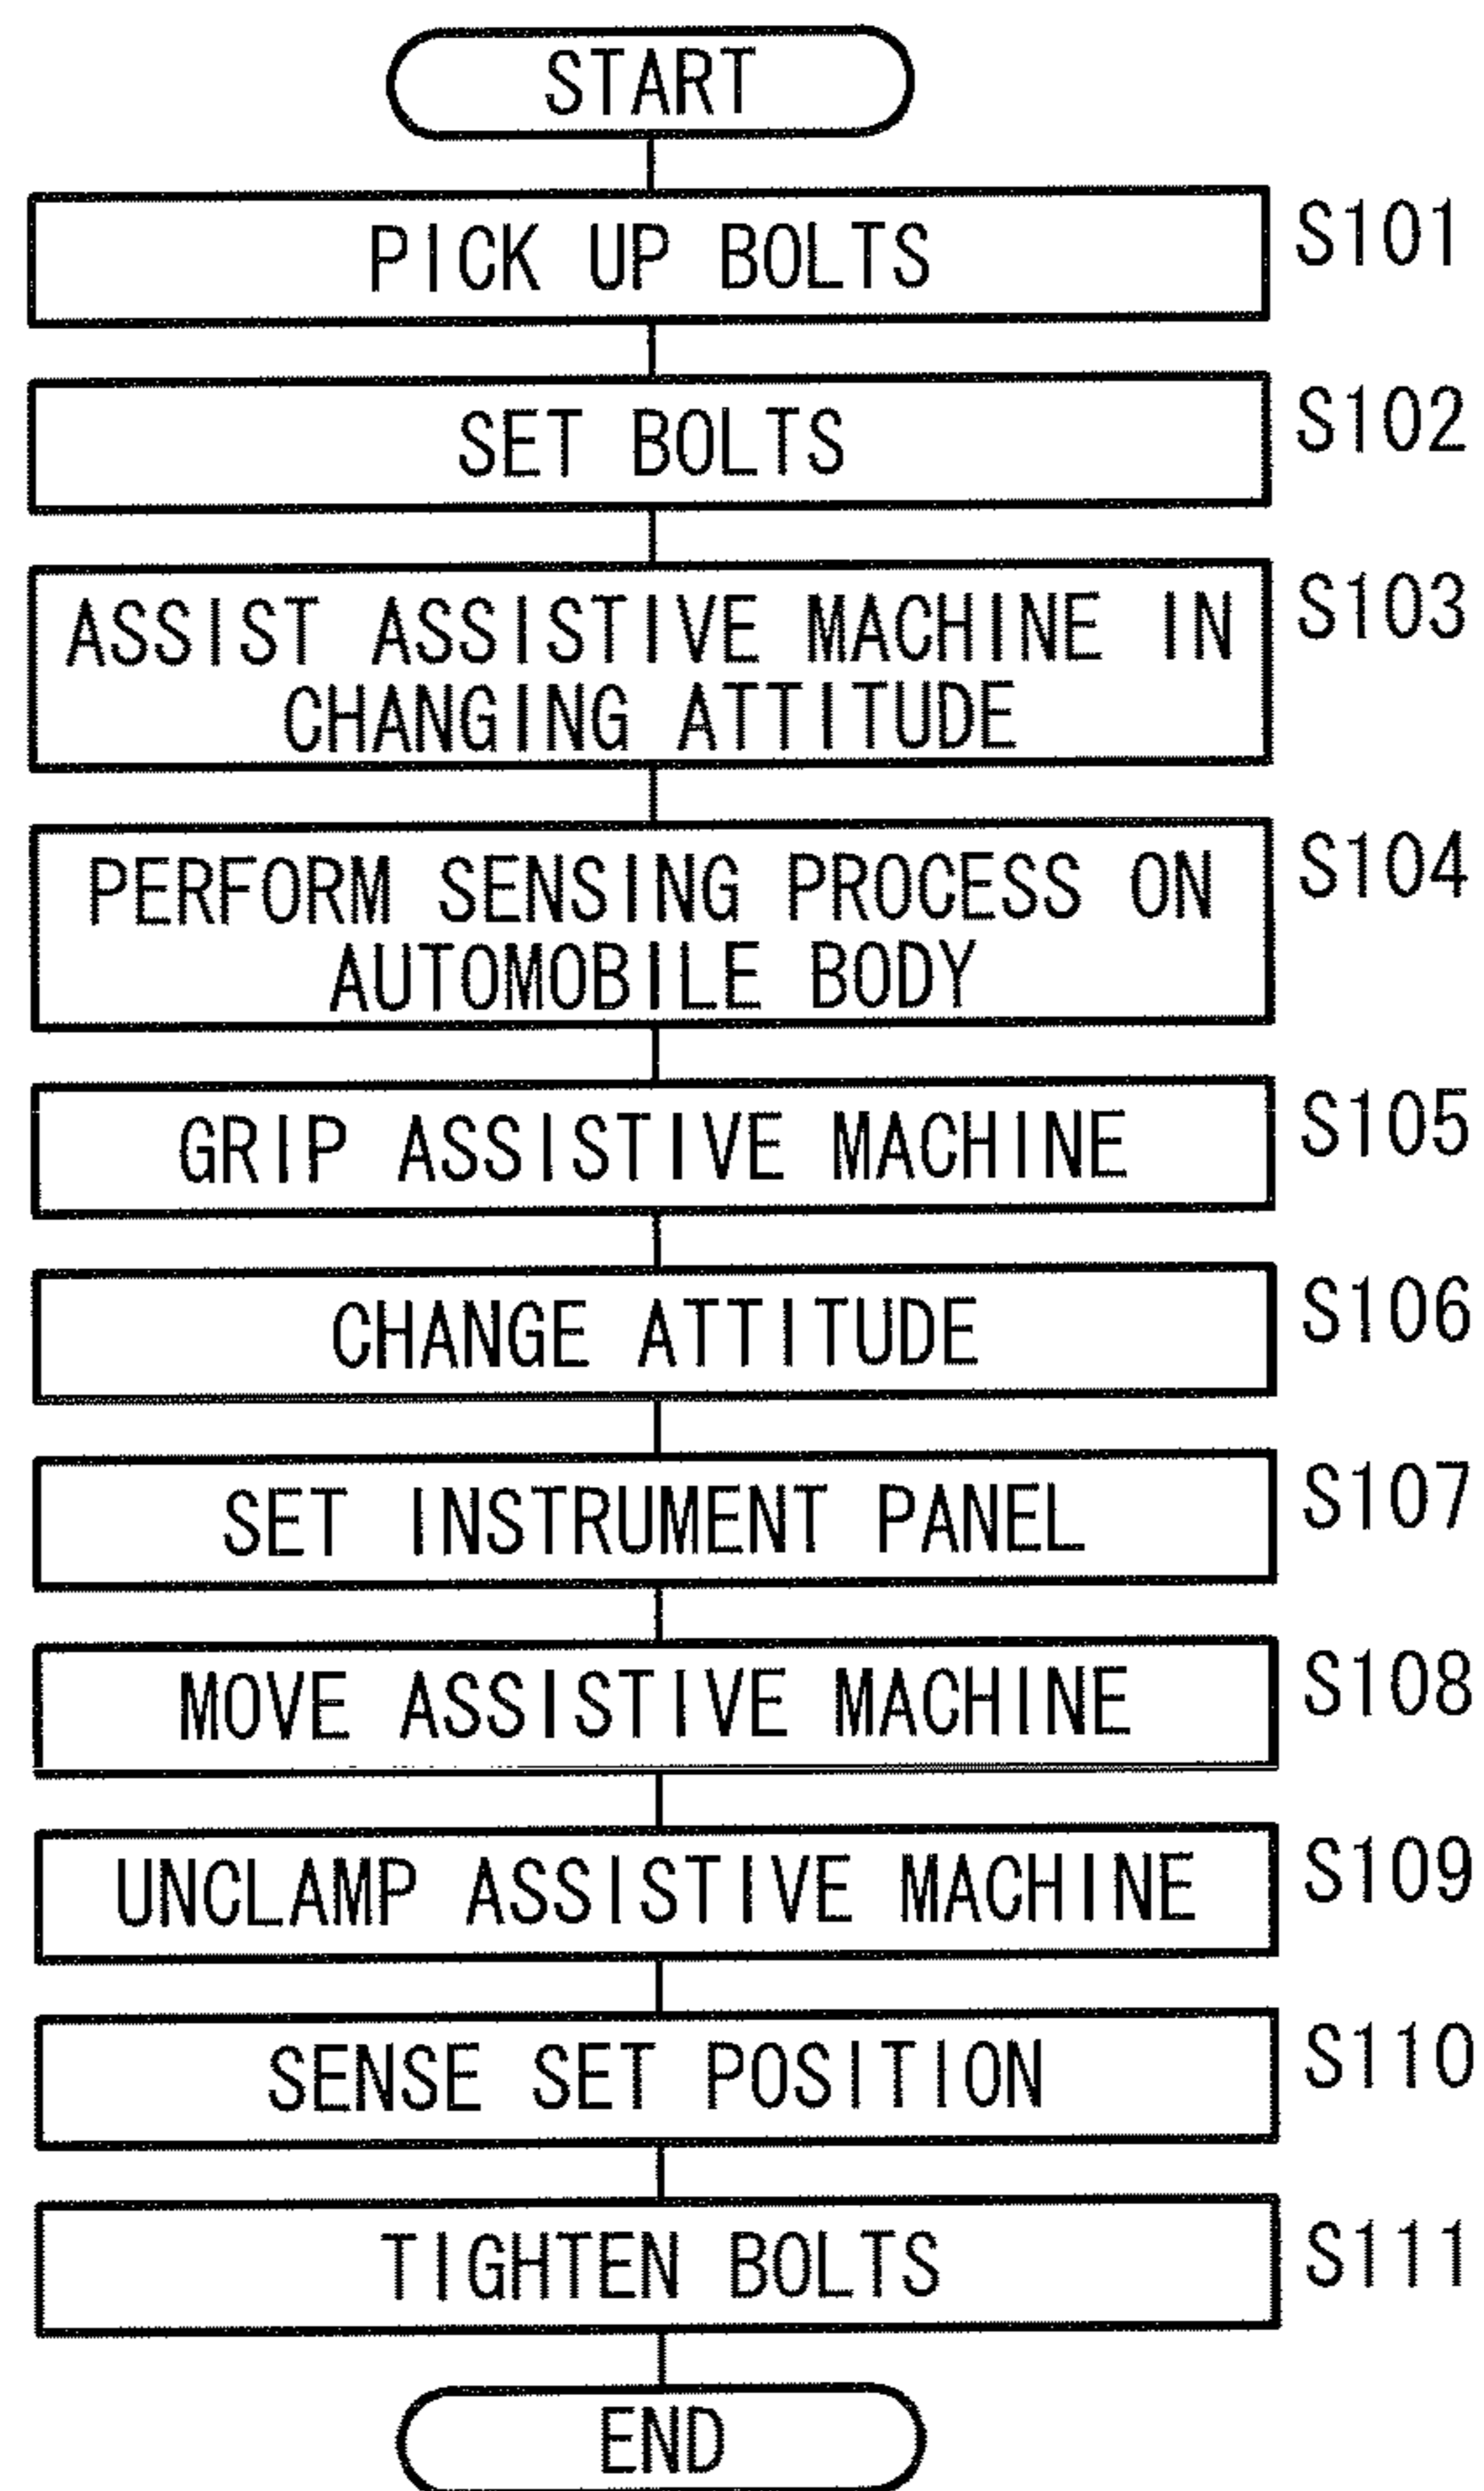 START
PICK UP BOLTS S101
SET BOLTS S102
ASSIST ASSISTIVE MACHINE IN S103
CHANGING ATTITUDE
PERFORM SENSING PROCESS ON S104
AUTOMOBILE BODY
GRIP ASSISTIVE MACHINE S105
CHANGE ATTITUDE S106
SET INSTRUMENT PANEL S107
MOVE ASSISTIVE MACHINE S108
UNCLAMP ASSISTIVE MACHINE S109
SENSE SET POSITION S110
TIGHTEN BOLTS S111
END